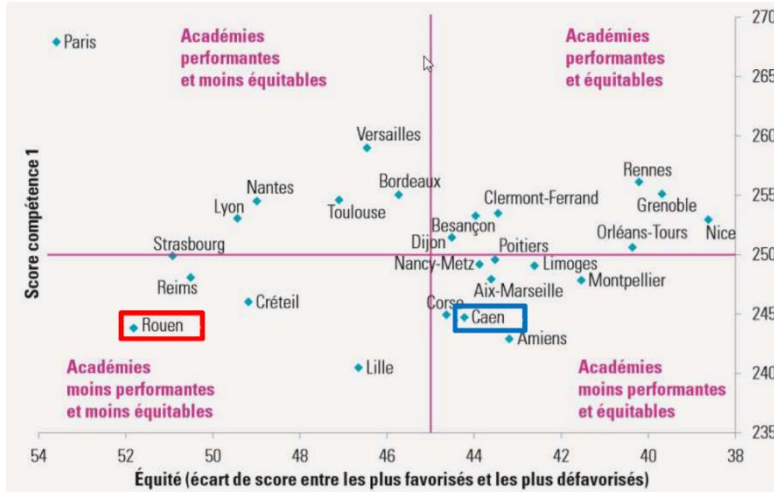 Académies
performantes
et moins équitables
Académies
performantes
et équitables
270
265
260
255
250
245
240
235
Score compétence 1
Paris
Versailles
Bordeaux
Nantes
Toulouse
Lyon
Strasbourg
Reims
Créteil
Rouen
Lille
Rennes
Grenoble
Clermont-Ferrand
Besançon
Nice
Orléans-Tours
Dijon
Poitiers
Nancy-Metz
Limoges
Montpellier
Aix-Marseille
Corse
Caen
Amiens
Académies
moins performantes
et moins équitables
Académies
moins performantes
et équitables
54 52 50 48 46 44 42 40 38
Équité (écart de score entre les plus favorisés et les plus défavorisés)